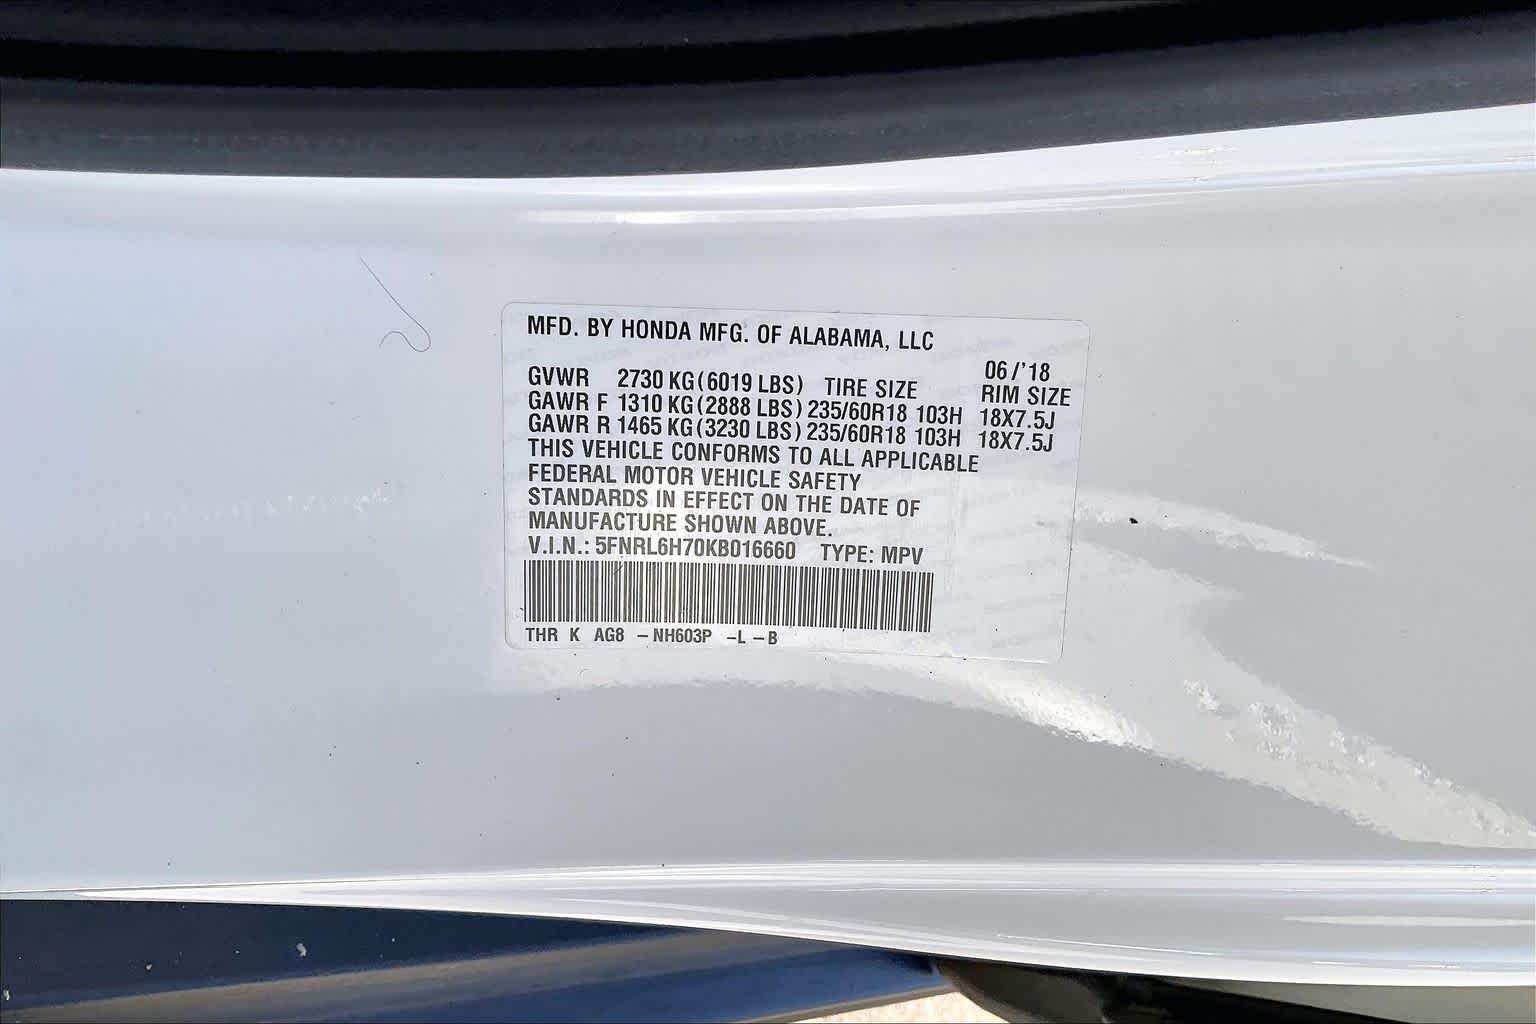 MFD. BY HONDA MFG. OF ALABAMA, LLC
06/'18
GVWR 2730 KG (6019 LBS) TIRE SIZE RIM SIZE
GAWR F 1310 KG (2888 LBS) 235/60R18 103H 18X7.5J
GAWR R 1465 KG (3230 LBS) 235/60R18 103H 18X7.5J
THIS VEHICLE CONFORMS TO ALL APPLICABLE
FEDERAL MOTOR VEHICLE SAFETY
STANDARDS IN EFFECT ON THE DATE OF
MANUFACTURE SHOWN ABOVE.
V.I.N.: 5FNRL6H70KB016660 TYPE: MPV
THR K AG8 -NH603P -L -B